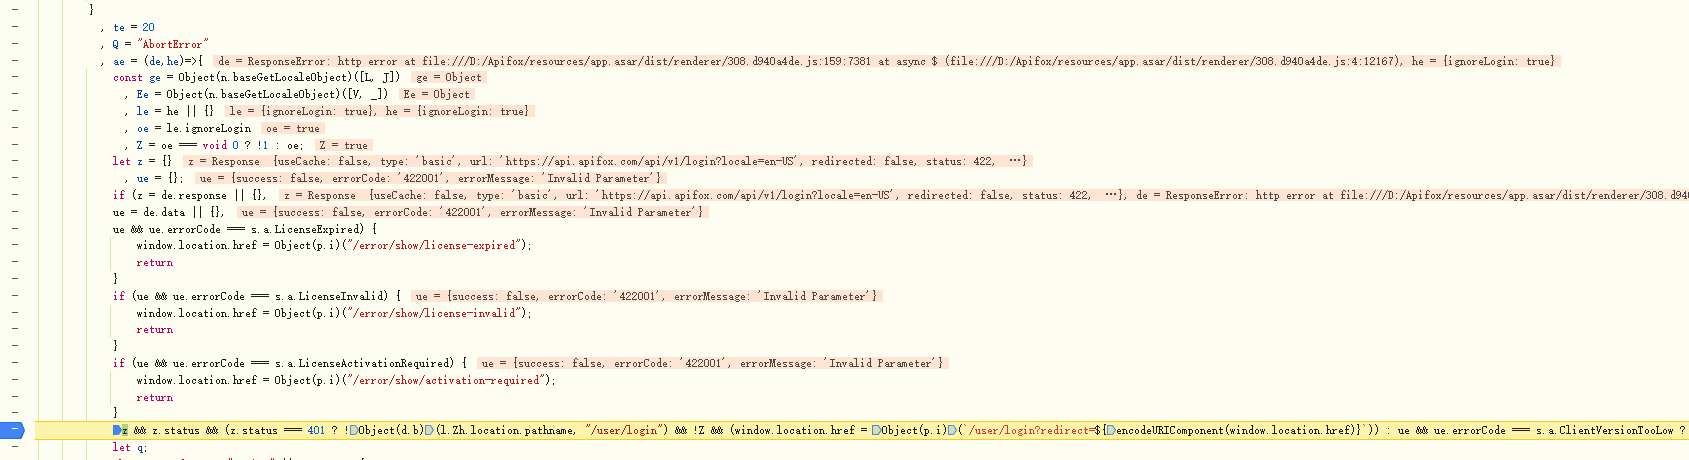 }
, te = 20
, Q = "AbortError"
, ae = (de,he)=>{ de = ResponseError: http error at file:///D:/Apifox/resources/app.asar/dist/renderer/308.d940a4de.js:159:7381 at async $ (file:///D:/Apifox/resources/app.asar/dist/renderer/308.d940a4de.js:4:12167), he = {ignoreLogin: true}
const ge = Object(n.baseGetLocaleObject)([L, J]) ge = Object
, Ee = Object(n.baseGetLocaleObject)([V, _]) Ee = Object
, le = he || {} le = {ignoreLogin: true}, he = {ignoreLogin: true}
, oe = le.ignoreLogin oe = true
, Z = oe === void 0 ? !1 : oe; Z = true
let z = {} z = Response {useCache: false, type: 'basic', url: 'https://api.apifox.com/api/v1/login?locale=en-US', redirected: false, status: 422, …}
, ue = {}; ue = {success: false, errorCode: '422001', errorMessage: 'Invalid Parameter'}
if (z = de.response || {}, z = Response {useCache: false, type: 'basic', url: 'https://api.apifox.com/api/v1/login?locale=en-US', redirected: false, status: 422, …}, de = ResponseError: http error at file:///D:/Apifox/resources/app.asar/dist/renderer/308.d940
ue = de.data || {}, ue = {success: false, errorCode: '422001', errorMessage: 'Invalid Parameter'}
ue && ue.errorCode === s.a.LicenseExpired) {
window.location.href = Object(p.i)("/error/show/license-expired");
return
}
if (ue && ue.errorCode === s.a.LicenseInvalid) { ue = {success: false, errorCode: '422001', errorMessage: 'Invalid Parameter'}
window.location.href = Object(p.i)("/error/show/license-invalid");
return
}
if (ue && ue.errorCode === s.a.LicenseActivationRequired) { ue = {success: false, errorCode: '422001', errorMessage: 'Invalid Parameter'}
window.location.href = Object(p.i)("/error/show/activation-required");
return
}
z && z.status && (z.status === 401 ? !Object(d.b)(l.Zh.location.pathname, "/user/login") && !Z && (window.location.href = Object(p.i)(`/user/login?redirect=${encodeURIComponent(window.location.href)}`)) : ue && ue.errorCode === s.a.ClientVersionTooLow ?
let q;